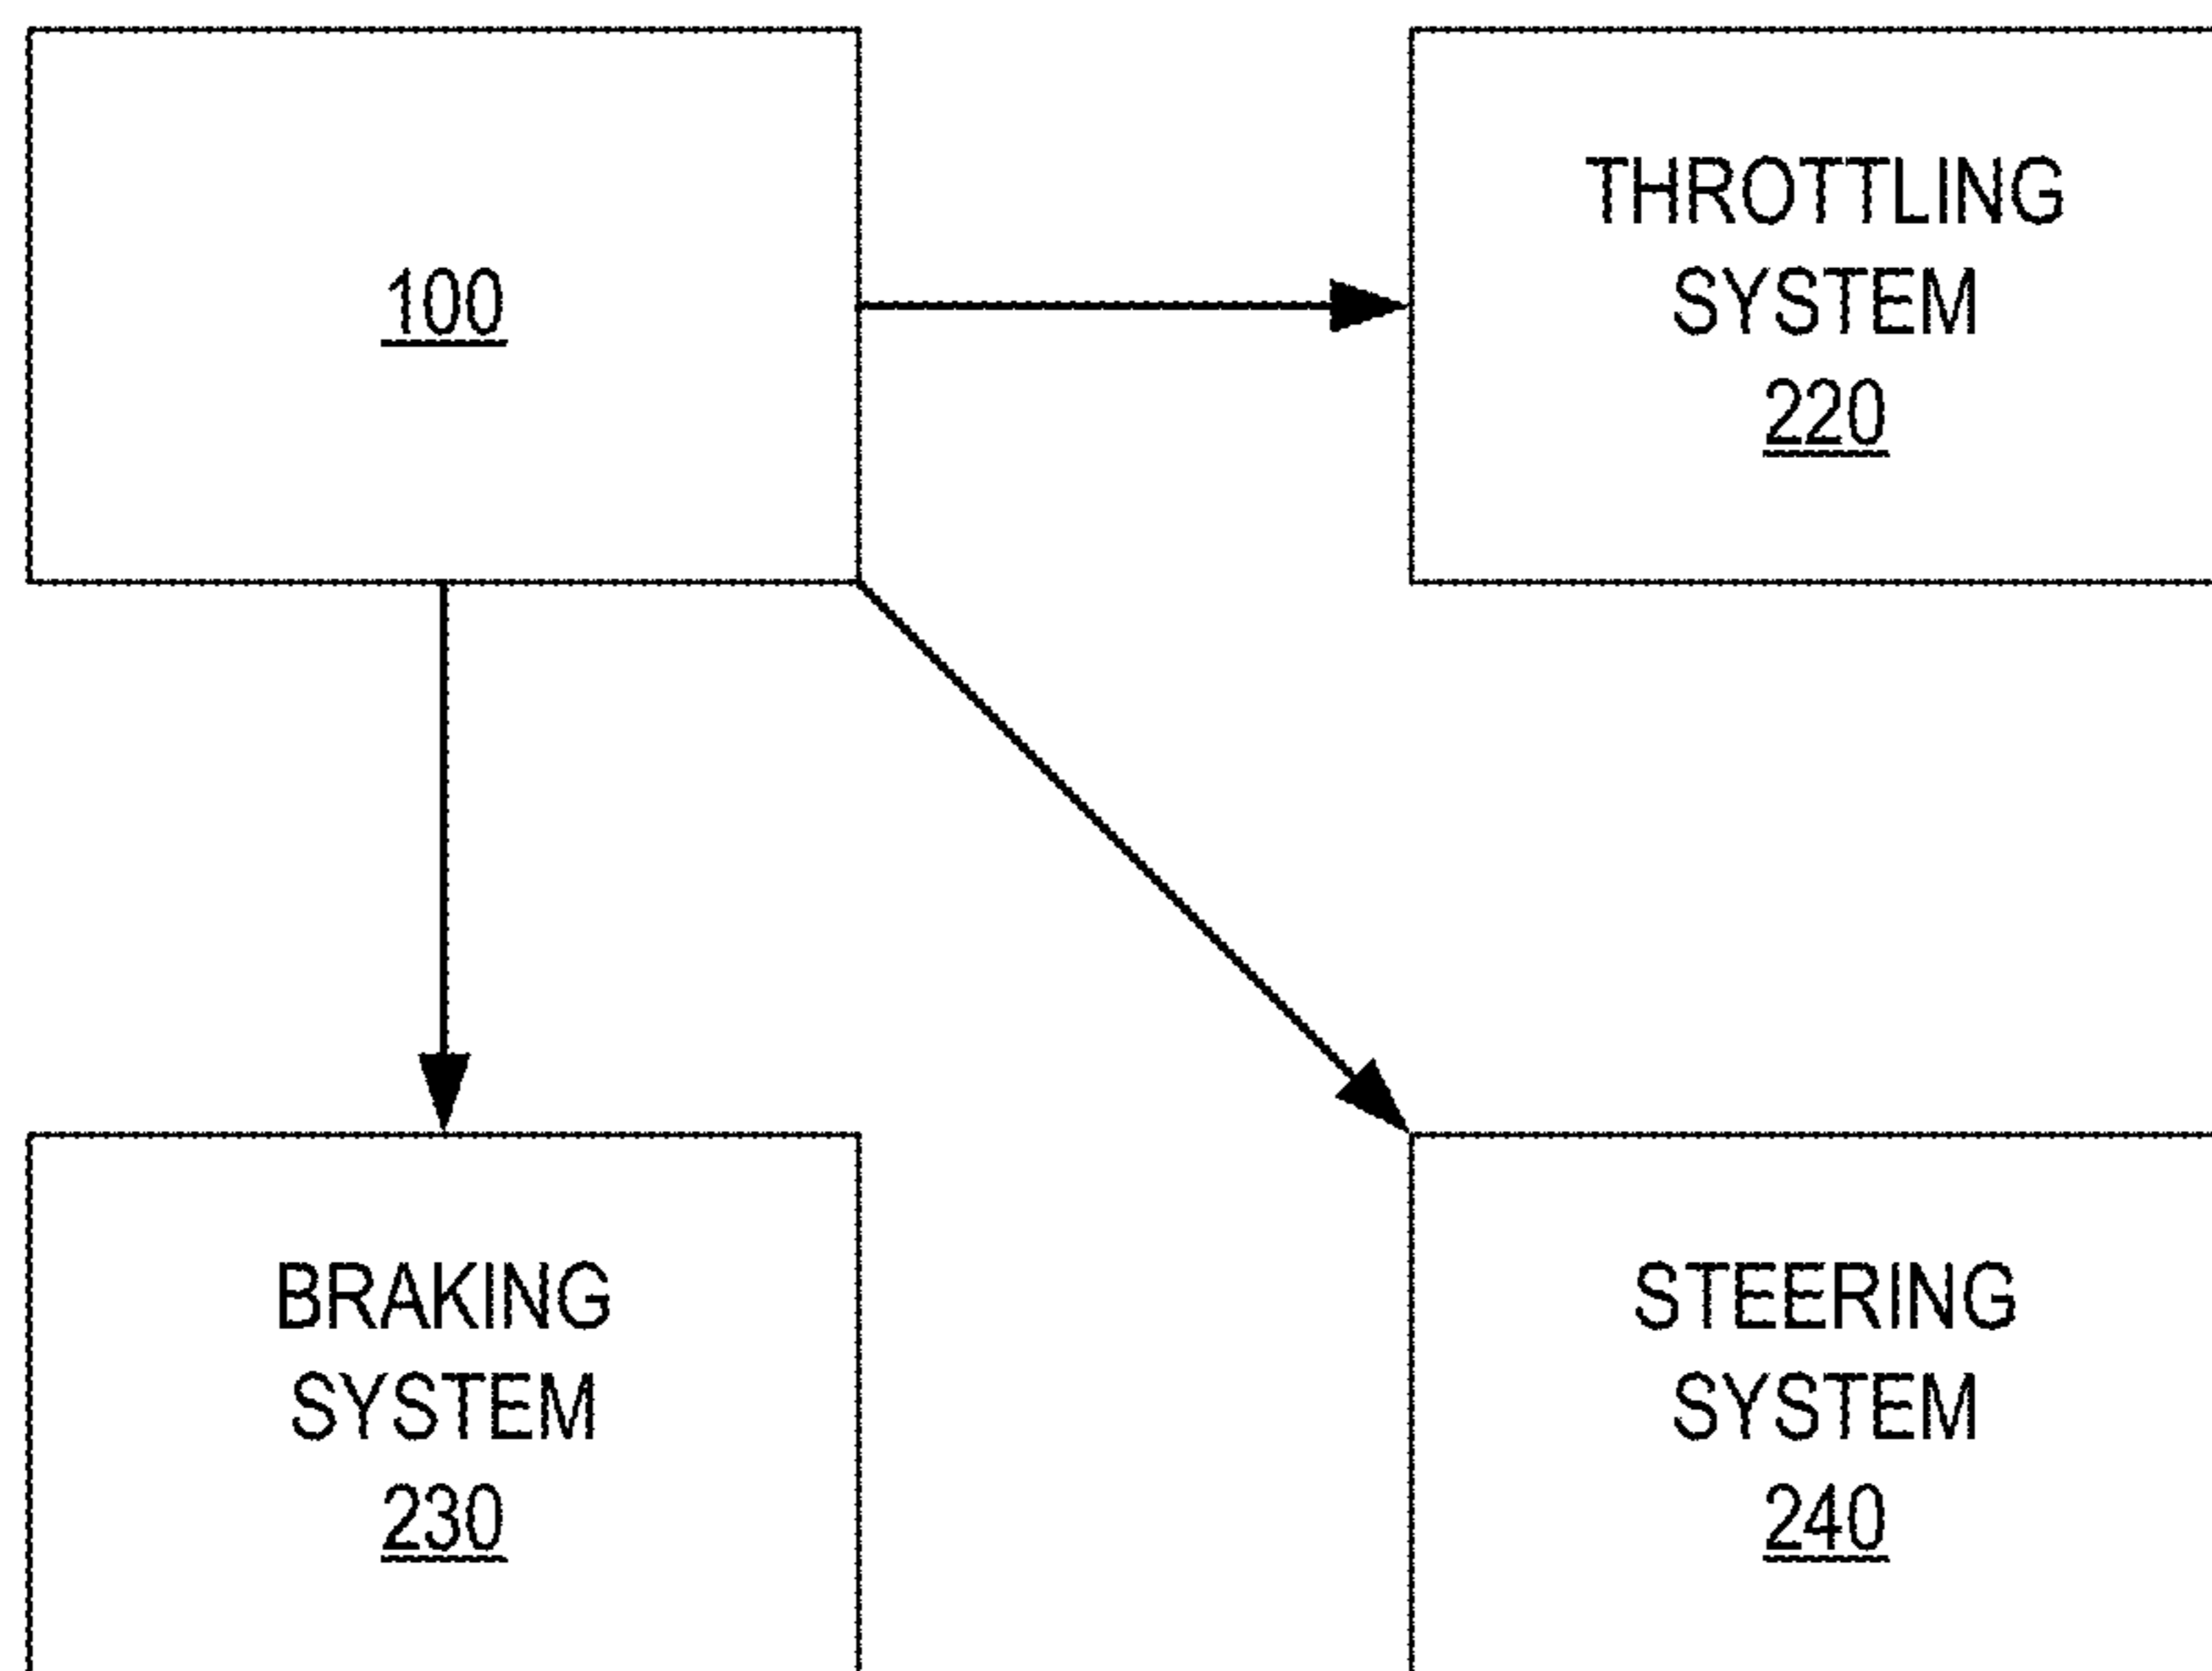 100
THROTTLING
SYSTEM
220
BRAKING
SYSTEM
230
STEERING
SYSTEM
240